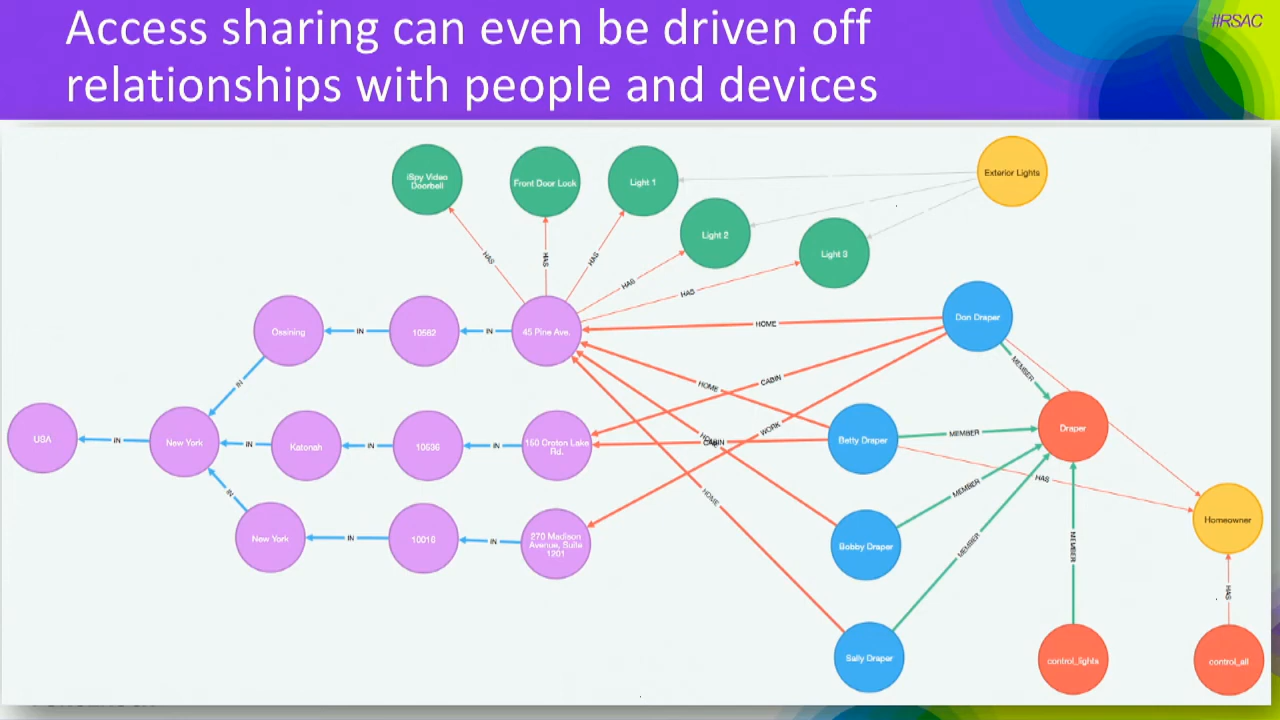 #RSAC
Access sharing can even be driven off
relationships with people and devices
iSpy Video
Doorbell
Front Door Lock
Light 1
Exterior Lights
Light 2
Light 3
HAS
HAS
HAS
HAS
HAS
Ossining
IN
10562
IN
45 Pine Ave.
HOME
Don Draper
IN
MEMBER
HOME
CABIN
USA
IN
New York
IN
Katonah
IN
10536
IN
160 Croton Lake
Rd.
HOME
CABIN
WORK
Betty Draper
MEMBER
Draper
HAS
IN
HOME
MEMBER
New York
IN
10016
IN
270 Madison
Avenue, Suite
1201
Bobby Draper
MEMBER
MEMBER
Homeowner
HAS
Sally Draper
control_lights
control_all